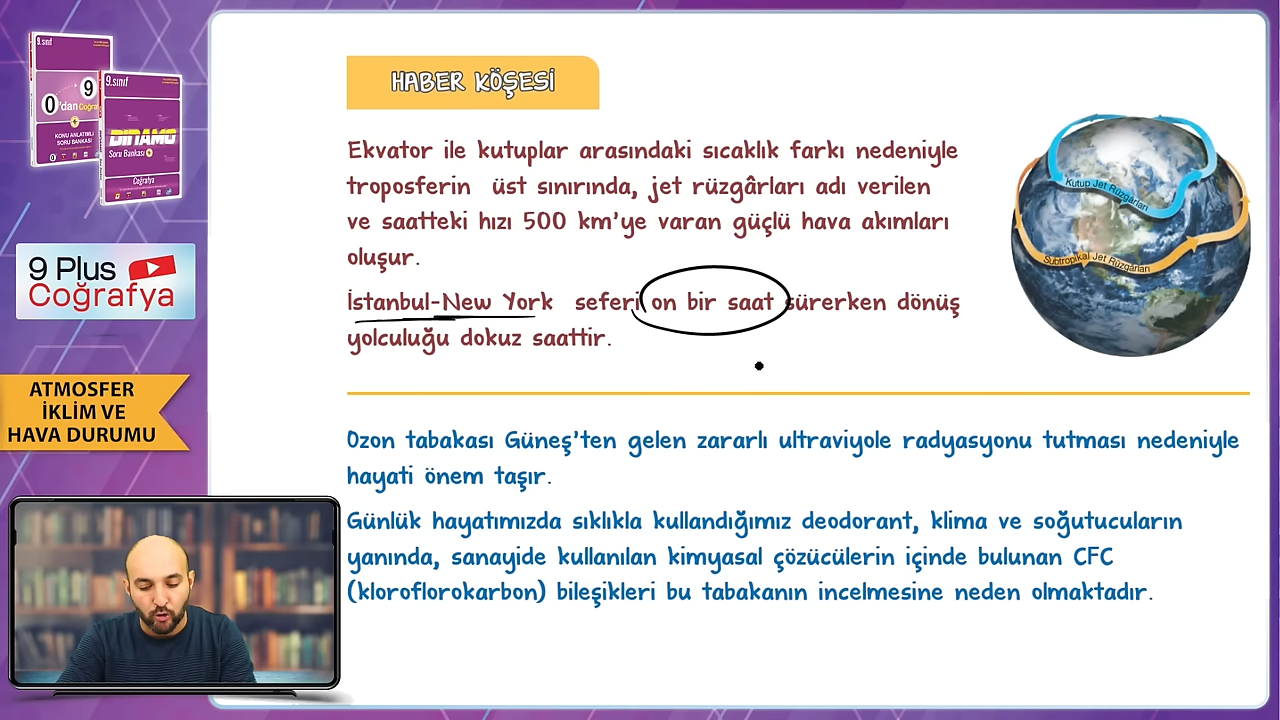 9.sınıf
0'dan 9
KONU ANLATIMLI
SORU BANKASI
9.sınıf
DİNAMO
Soru Bankası
Coğrafya
9 Plus
Coğrafya
ATMOSFER
İKLİM VE
HAVA DURUMU
HABER KÖŞESİ
Ekvator ile kutuplar arasındaki sıcaklık farkı nedeniyle
troposferin üst sınırında, jet rüzgârları adı verilen
ve saatteki hızı 500 km'ye varan güçlü hava akımları
oluşur.
İstanbul-New York seferi on bir saat sürerken dönüş
yolculuğu dokuz saattir.
Kutup Jet Rüzgârları
Subtropikal Jet Rüzgârları
Ozon tabakası Güneş'ten gelen zararlı ultraviyole radyasyonu tutması nedeniyle
hayati önem taşır.
Günlük hayatımızda sıklıkla kullandığımız deodorant, klima ve soğutucuların
yanında, sanayide kullanılan kimyasal çözücülerin içinde bulunan CFC
(kloroflorokarbon) bileşikleri bu tabakanın incelmesine neden olmaktadır.